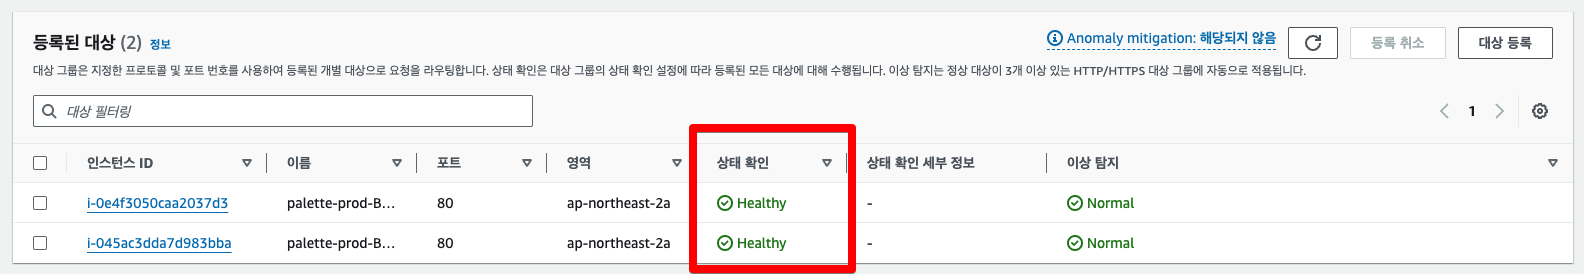 등록된 대상 (2) 정보
Anomaly mitigation: 해당되지 않음
등록 취소
대상 등록
대상 그룹은 지정한 프로토콜 및 포트 번호를 사용하여 등록된 개별 대상으로 요청을 라우팅합니다. 상태 확인은 대상 그룹의 상태 확인 설정에 따라 등록된 모든 대상에 대해 수행됩니다. 이상 탐지는 정상 대상이 3개 이상 있는 HTTP/HTTPS 대상 그룹에 자동으로 적용됩니다.
대상 필터링
1
인스턴스 ID 이름 포트 영역 상태 확인 상태 확인 세부 정보 이상 탐지
i-0e4f3050caa2037d3 palette-prod-B... 80 ap-northeast-2a Healthy - Normal
i-045ac3dda7d983bba palette-prod-B... 80 ap-northeast-2a Healthy - Normal